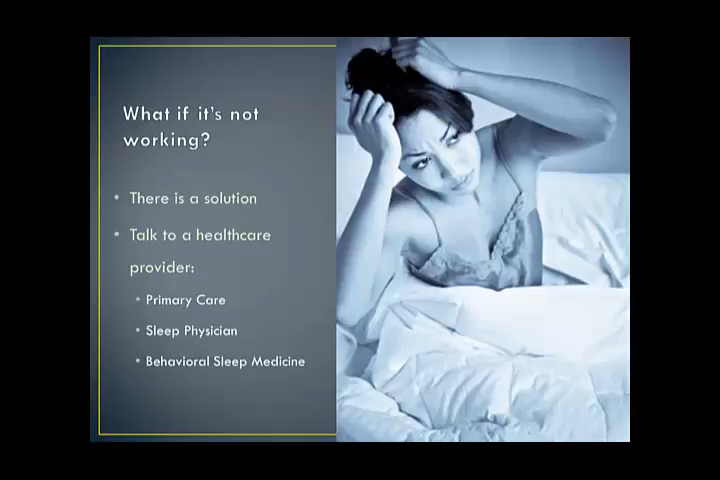 What if it's not
working?
• There is a solution
• Talk to a healthcare
provider:
• Primary Care
• Sleep Physician
• Behavioral Sleep Medicine